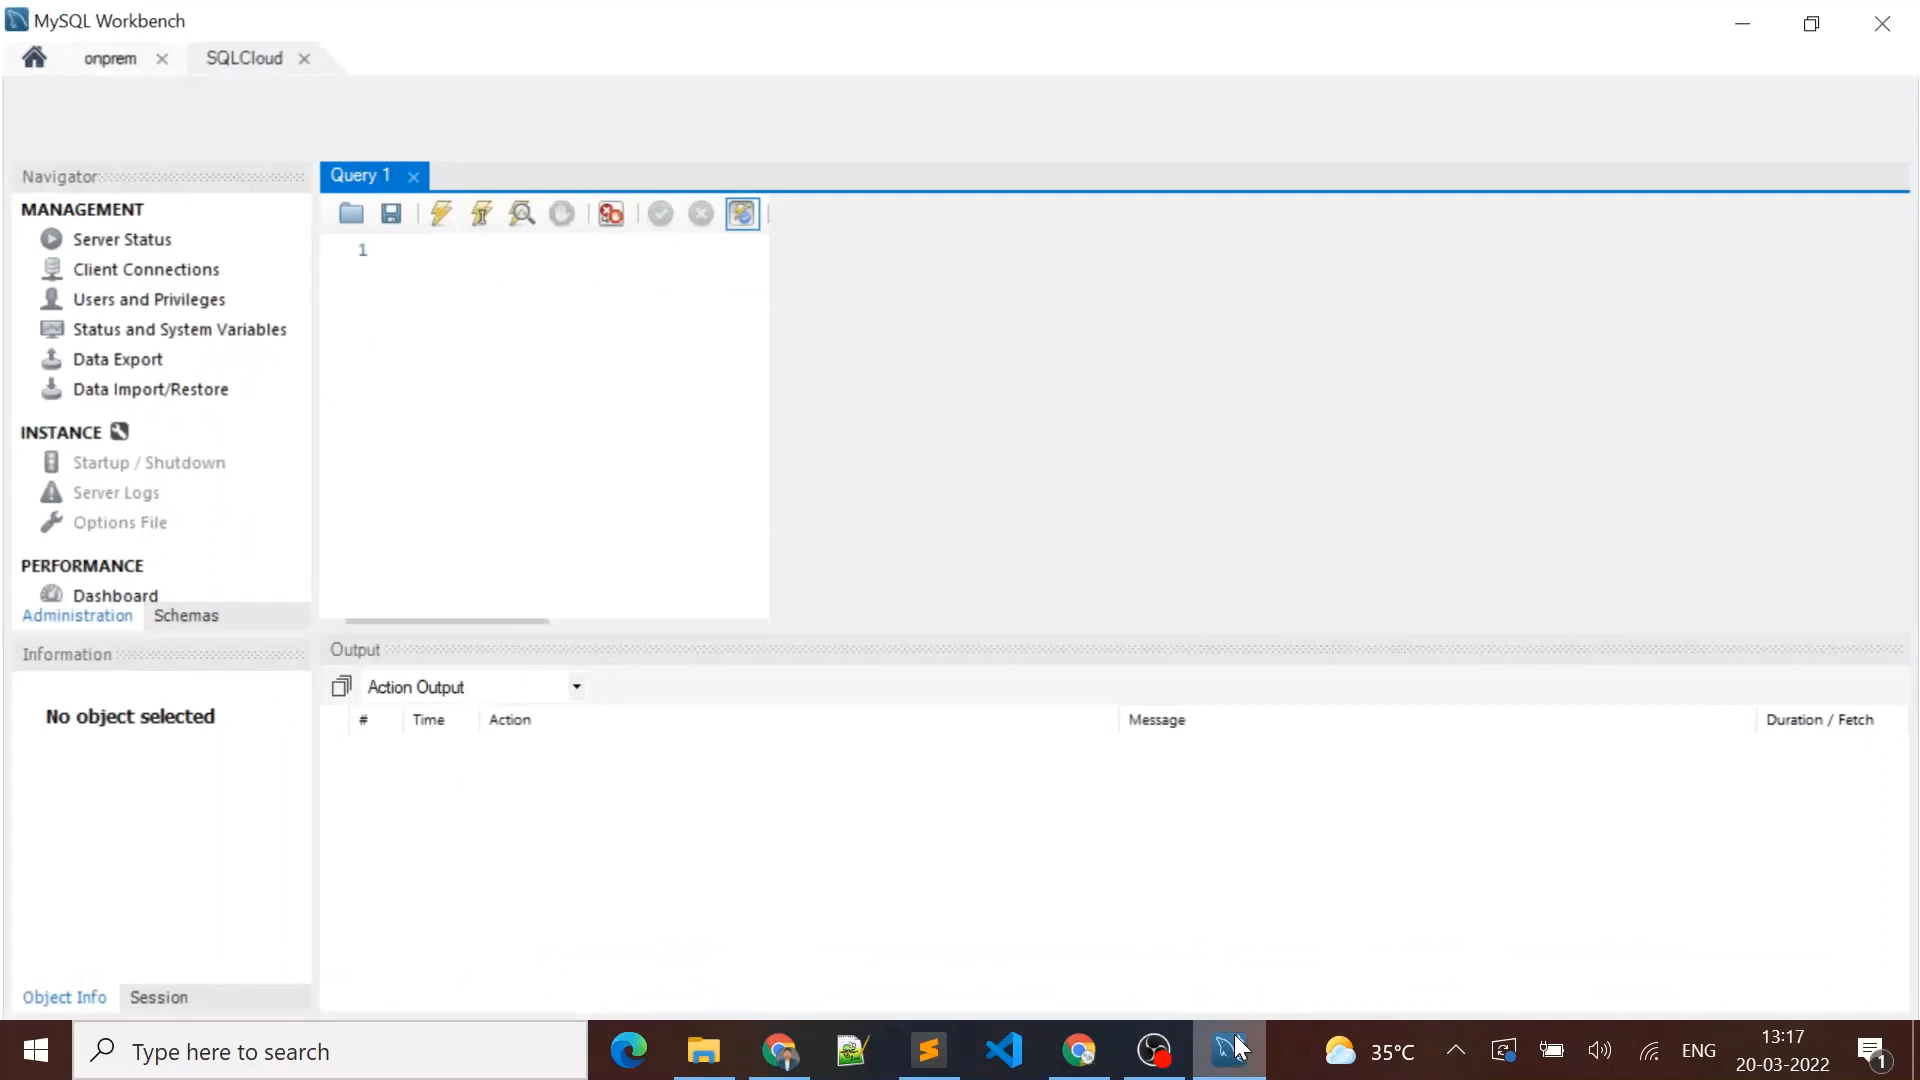 MySQL Workbench
onprem
SQLCloud
Navigator
MANAGEMENT
Server Status
Client Connections
Users and Privileges
Status and System Variables
Data Export
Data Import/Restore
INSTANCE
Startup / Shutdown
Server Logs
Options File
PERFORMANCE
Dashboard
Administration Schemas
Information
No object selected
Object Info Session
Query 1
1
Output
Action Output
# Time Action Message Duration / Fetch
Type here to search
35°C
ENG
13:17
20-03-2022
1